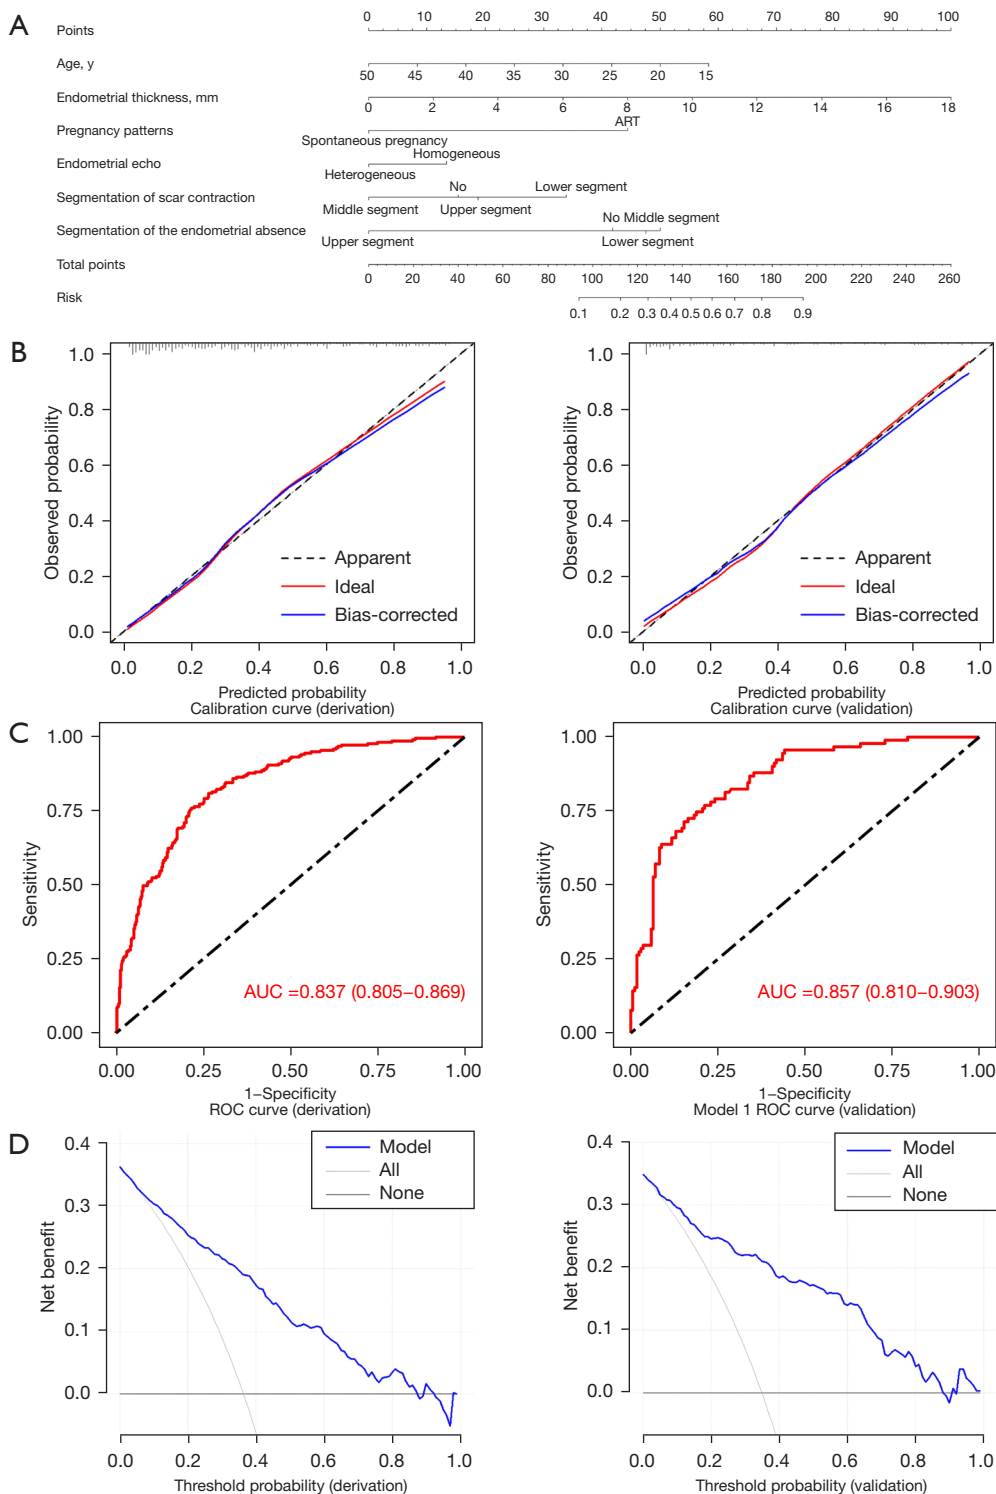 A
Points
0 10 20 30 40 50 60 70 80 90 100
Age, y
50 45 40 35 30 25 20 15
Endometrial thickness, mm
0 2 4 6 8 10 12 14 16 18
Pregnancy patterns
ART
Spontaneous pregnancy
Endometrial echo
Homogeneous
Heterogeneous
Segmentation of scar contraction
No Lower segment
Middle segment Upper segment
Segmentation of the endometrial absence
No Middle segment
Upper segment Lower segment
Total points
0 20 40 60 80 100 120 140 160 180 200 220 240 260
Risk
0.1 0.2 0.3 0.4 0.5 0.6 0.7 0.8 0.9
B
Observed probability
1.0
0.8
0.6
0.4
0.2
0.0
Apparent
Ideal
Bias-corrected
0.0 0.2 0.4 0.6 0.8 1.0
Predicted probability
Calibration curve (derivation)
Observed probability
1.0
0.8
0.6
0.4
0.2
0.0
Apparent
Ideal
Bias-corrected
0.0 0.2 0.4 0.6 0.8 1.0
Predicted probability
Calibration curve (validation)
C
Sensitivity
1.00
0.75
0.50
0.25
0.00
AUC =0.837 (0.805−0.869)
0.00 0.25 0.50 0.75 1.00
1−Specificity
ROC curve (derivation)
Sensitivity
1.00
0.75
0.50
0.25
0.00
AUC =0.857 (0.810−0.903)
0.00 0.25 0.50 0.75 1.00
1−Specificity
Model 1 ROC curve (validation)
D
Net benefit
0.4
0.3
0.2
0.1
0.0
Model
All
None
0.0 0.2 0.4 0.6 0.8 1.0
Threshold probability (derivation)
Net benefit
0.4
0.3
0.2
0.1
0.0
Model
All
None
0.0 0.2 0.4 0.6 0.8 1.0
Threshold probability (validation)